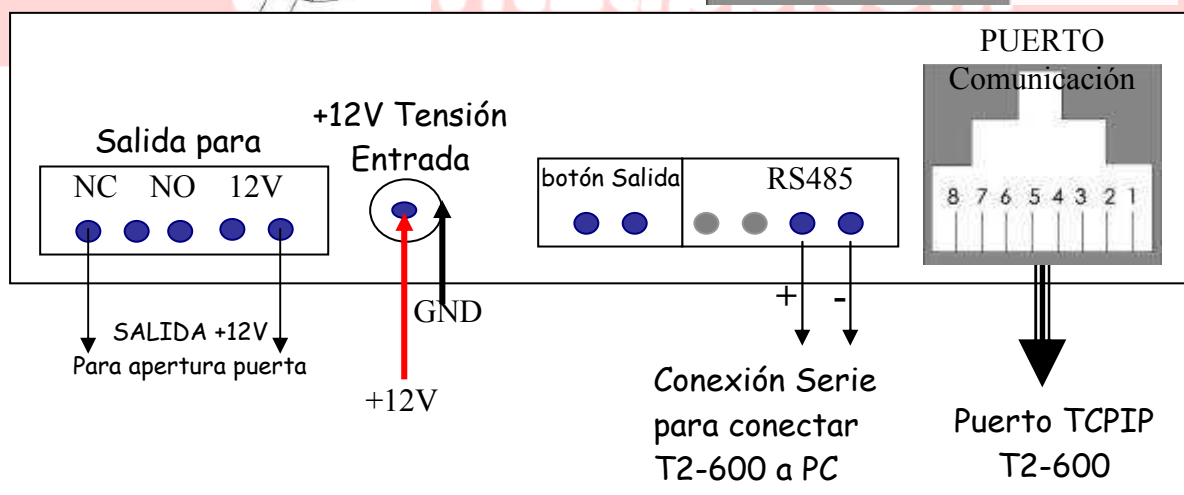 PUERTO
Comunicación
+12V Tensión
Entrada
Salida para
NC NO 12V
botón Salida
RS485
8 7 6 5 4 3 2 1
+ -
GND
SALIDA +12V
Para apertura puerta
+12V
Conexión Serie
para conectar
T2-600 a PC
Puerto TCPIP
T2-600